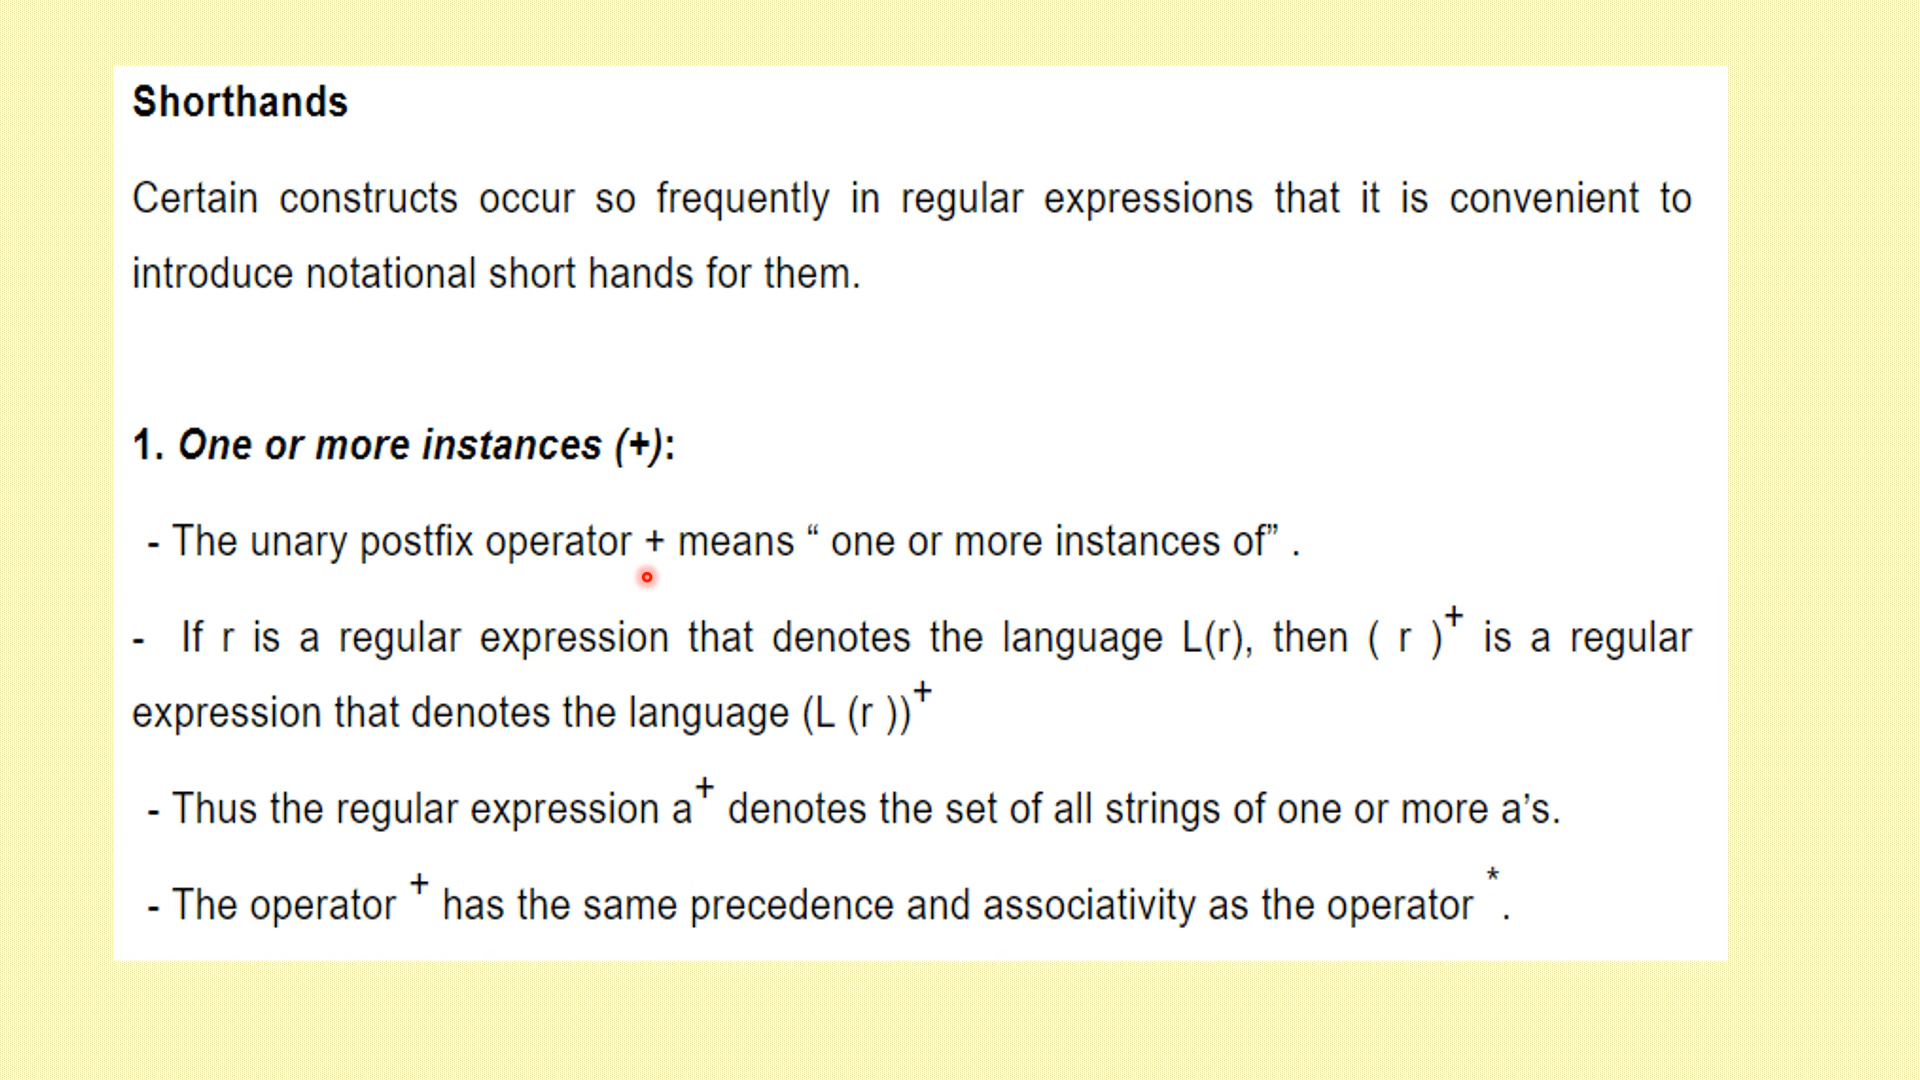 Shorthands
Certain constructs occur so frequently in regular expressions that it is convenient to
introduce notational short hands for them.
1. One or more instances (+):
- The unary postfix operator + means “ one or more instances of” .
- If r is a regular expression that denotes the language L(r), then ( r )⁺ is a regular
expression that denotes the language (L (r ))⁺
- Thus the regular expression a⁺ denotes the set of all strings of one or more a’s.
- The operator ⁺ has the same precedence and associativity as the operator *.